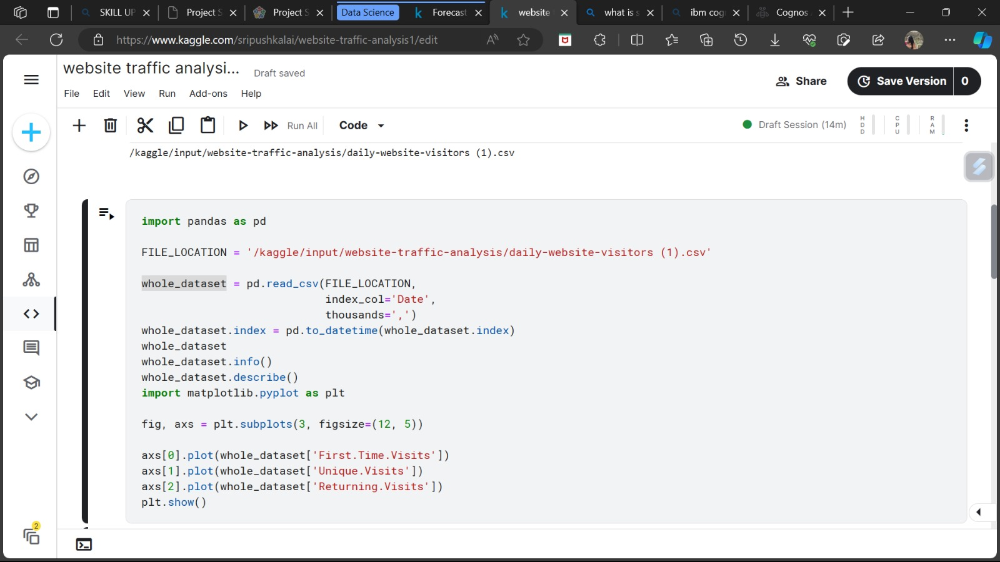 SKILL UP
Project S
Project S
Data Science
Forecast
website
what is s
ibm cog
Cognos
https://www.kaggle.com/sripushkalai/website-traffic-analysis1/edit
website traffic analysi...
Draft saved
Share
Save Version
0
File Edit View Run Add-ons Help
Run All
Code
Draft Session (14m)
HDD
CPU
RAM
/kaggle/input/website-traffic-analysis/daily-website-visitors (1).csv
import pandas as pd
FILE_LOCATION = '/kaggle/input/website-traffic-analysis/daily-website-visitors (1).csv'
whole_dataset = pd.read_csv(FILE_LOCATION,
index_col='Date',
thousands=',')
whole_dataset.index = pd.to_datetime(whole_dataset.index)
whole_dataset
whole_dataset.info()
whole_dataset.describe()
import matplotlib.pyplot as plt
fig, axs = plt.subplots(3, figsize=(12, 5))
axs[0].plot(whole_dataset['First.Time.Visits'])
axs[1].plot(whole_dataset['Unique.Visits'])
axs[2].plot(whole_dataset['Returning.Visits'])
plt.show()
2